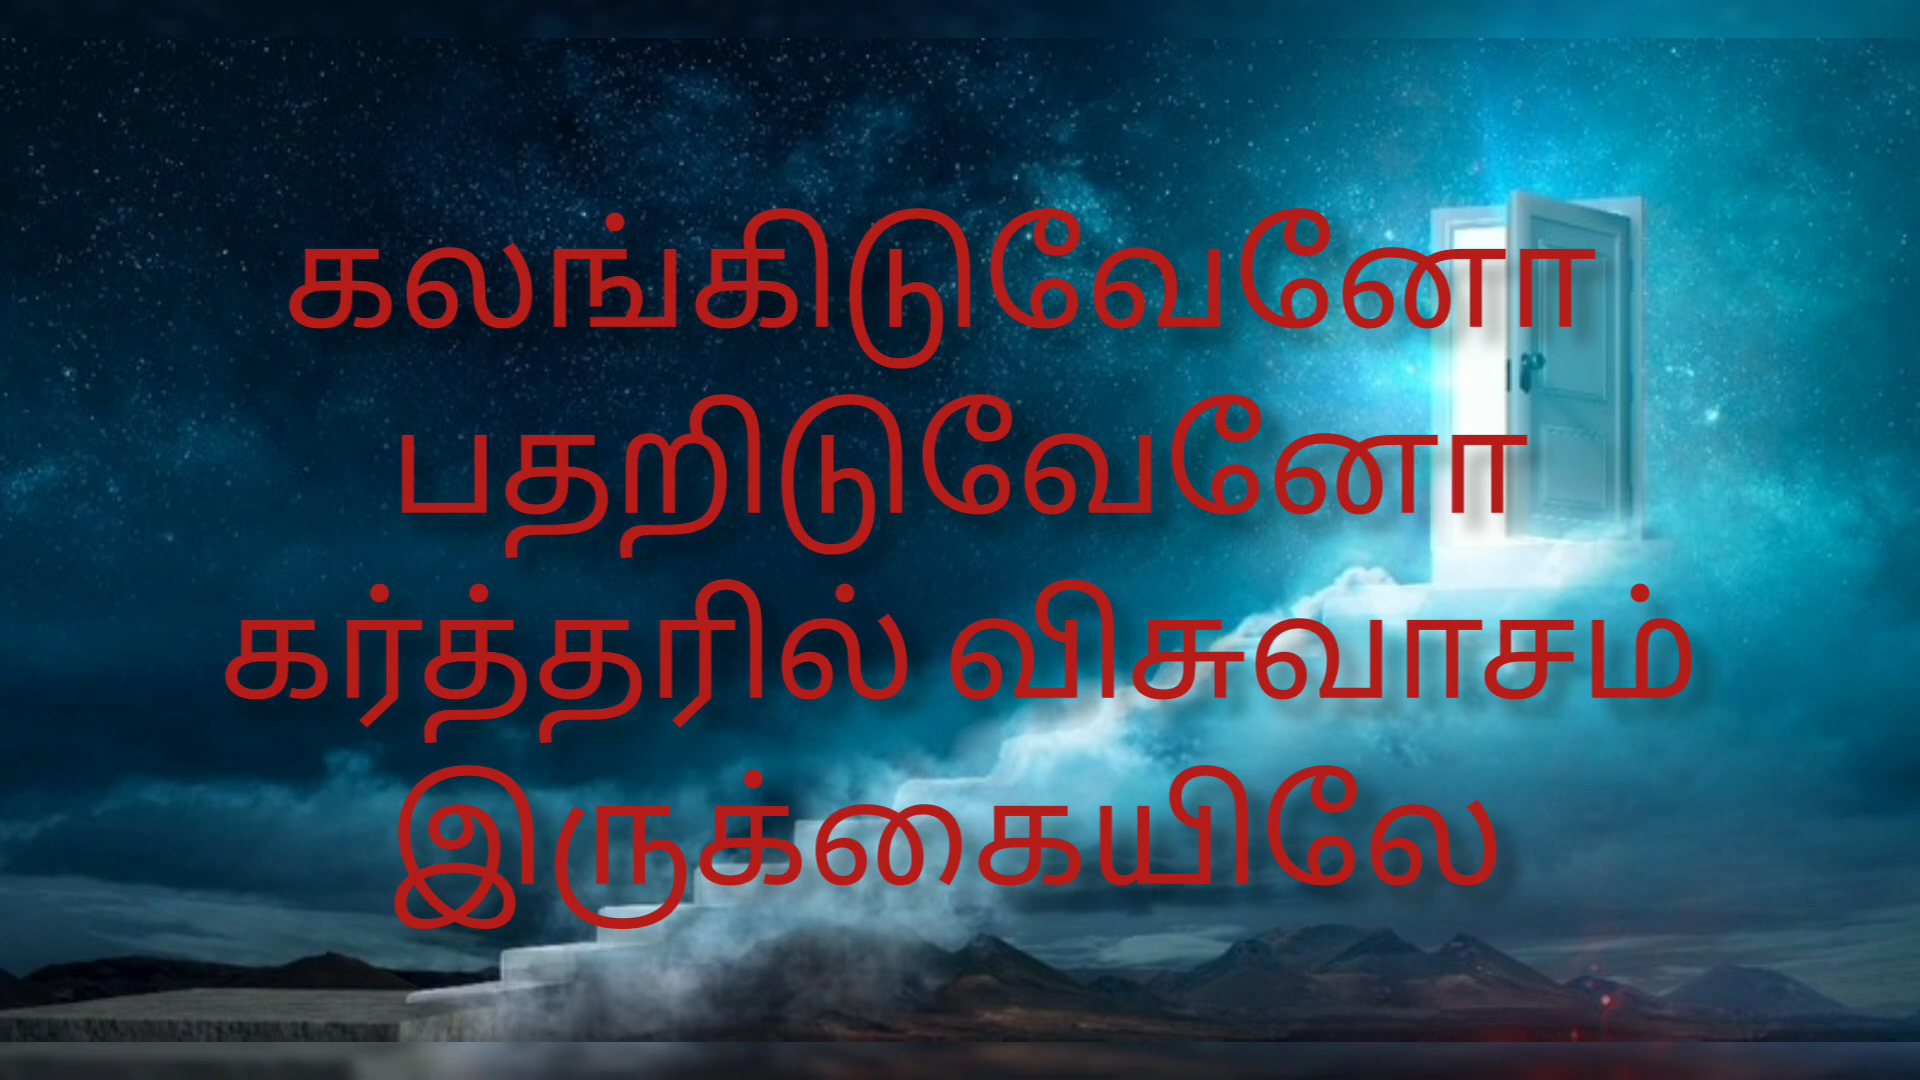 கலங்கிடுவேனோ
பதறிடுவேனோ
கர்த்தரில் விசுவாசம்
இருக்கையிலே